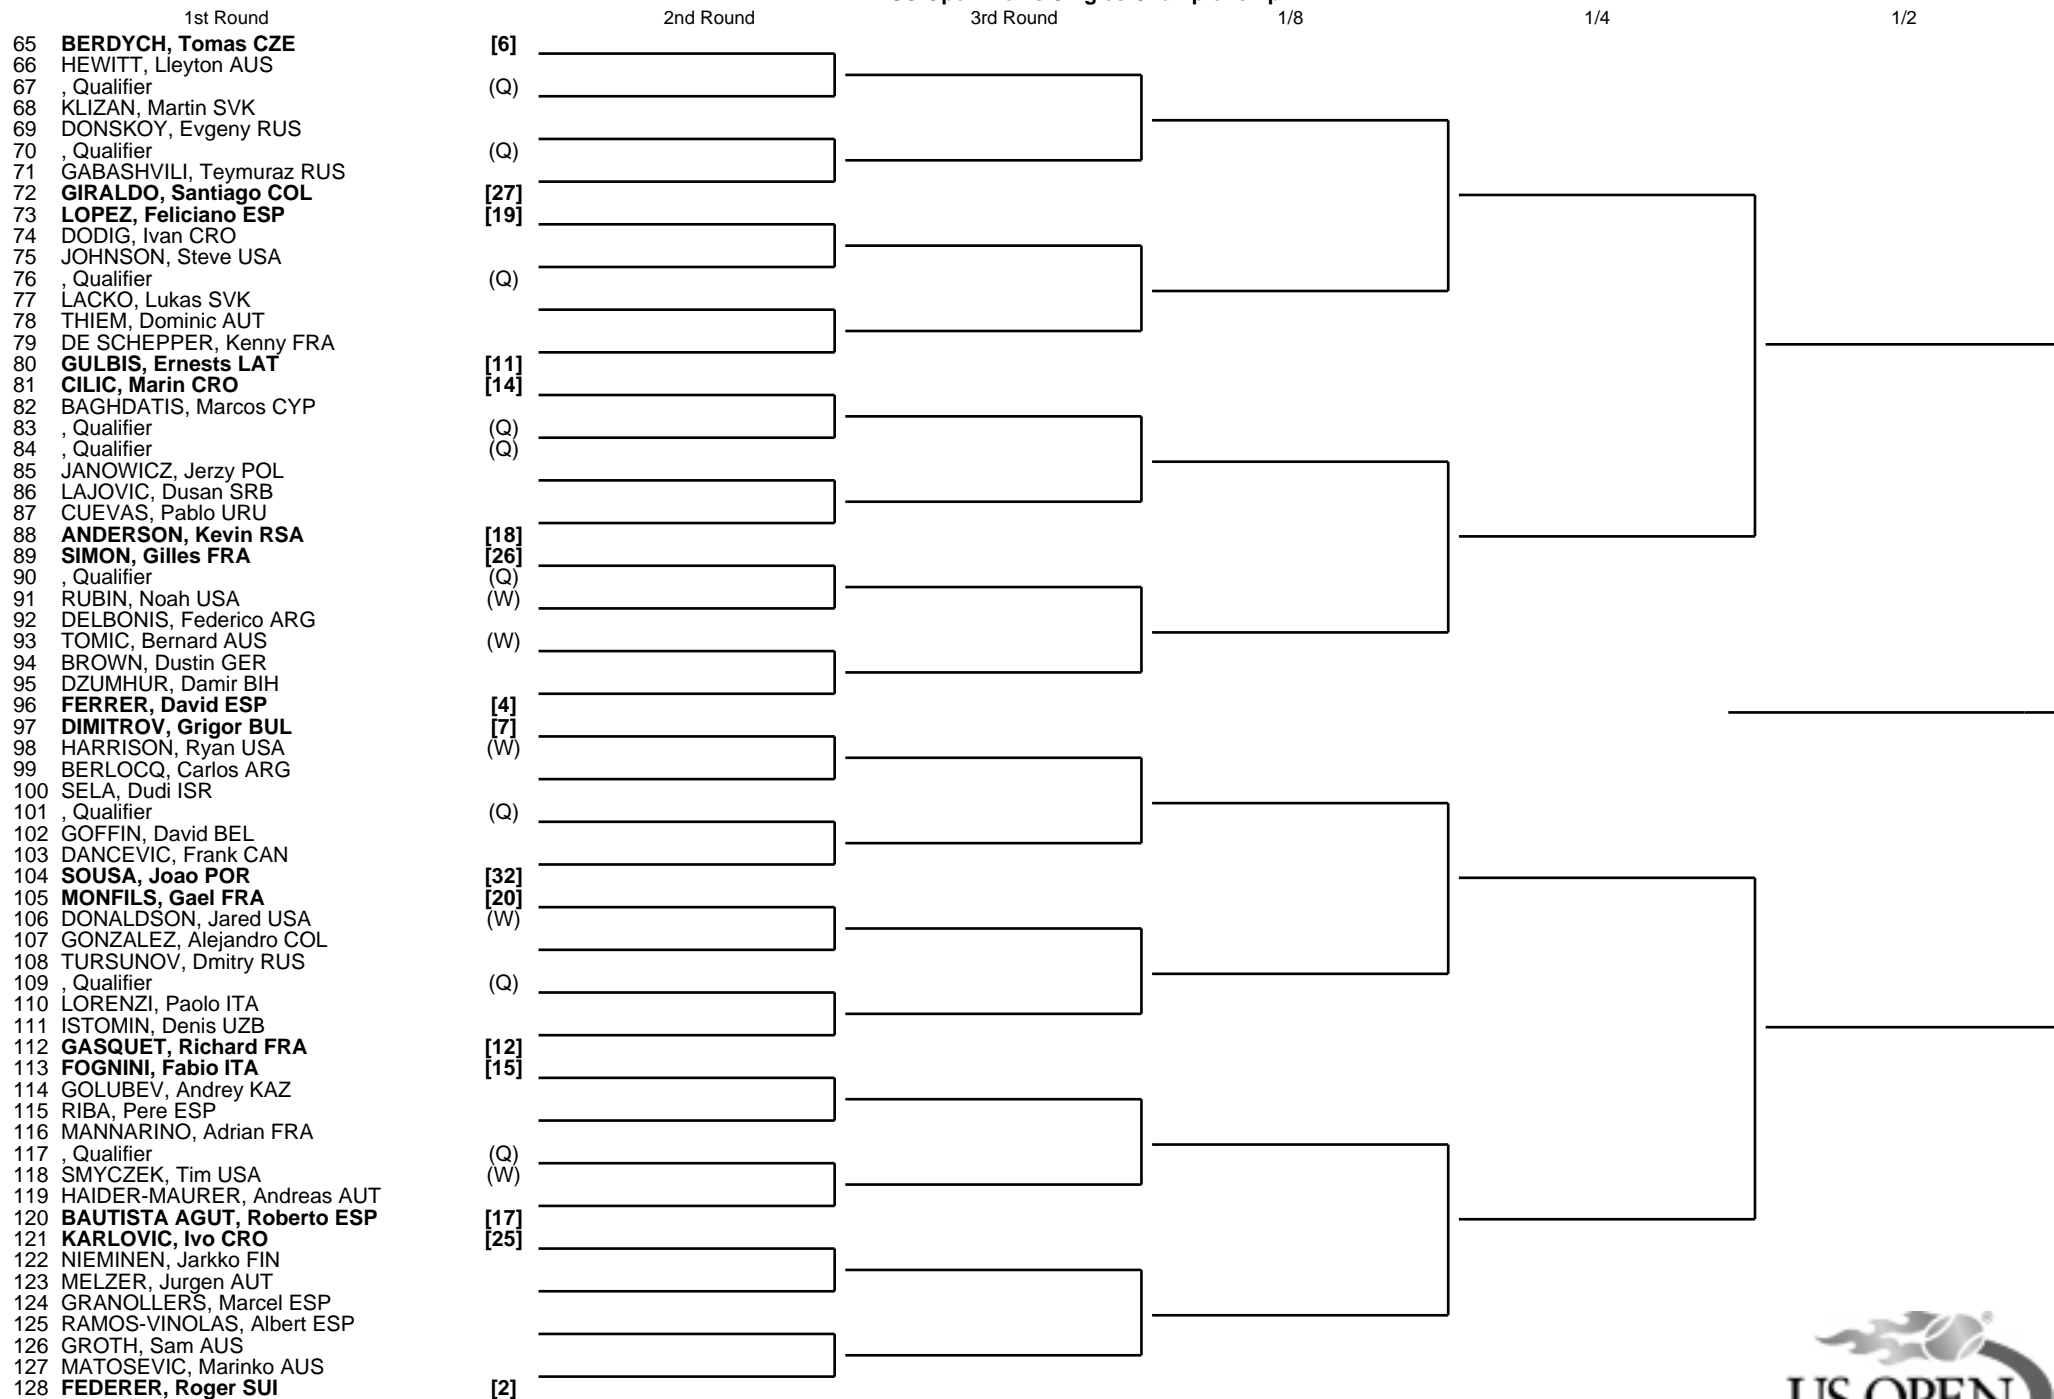 1st Round 2nd Round 3rd Round 1/8 1/4 1/2
65 BERDYCH, Tomas CZE [6]
66 HEWITT, Lleyton AUS
67 , Qualifier (Q)
68 KLIZAN, Martin SVK
69 DONSKOY, Evgeny RUS
70 , Qualifier (Q)
71 GABASHVILI, Teymuraz RUS
72 GIRALDO, Santiago COL [27]
73 LOPEZ, Feliciano ESP [19]
74 DODIG, Ivan CRO
75 JOHNSON, Steve USA
76 , Qualifier (Q)
77 LACKO, Lukas SVK
78 THIEM, Dominic AUT
79 DE SCHEPPER, Kenny FRA
80 GULBIS, Ernests LAT [11]
81 CILIC, Marin CRO [14]
82 BAGHDATIS, Marcos CYP
83 , Qualifier (Q)
84 , Qualifier (Q)
85 JANOWICZ, Jerzy POL
86 LAJOVIC, Dusan SRB
87 CUEVAS, Pablo URU
88 ANDERSON, Kevin RSA [18]
89 SIMON, Gilles FRA [26]
90 , Qualifier (Q)
91 RUBIN, Noah USA (W)
92 DELBONIS, Federico ARG
93 TOMIC, Bernard AUS (W)
94 BROWN, Dustin GER
95 DZUMHUR, Damir BIH
96 FERRER, David ESP [4]
97 DIMITROV, Grigor BUL [7]
98 HARRISON, Ryan USA (W)
99 BERLOCQ, Carlos ARG
100 SELA, Dudi ISR
101 , Qualifier (Q)
102 GOFFIN, David BEL
103 DANCEVIC, Frank CAN
104 SOUSA, Joao POR [32]
105 MONFILS, Gael FRA [20]
106 DONALDSON, Jared USA (W)
107 GONZALEZ, Alejandro COL
108 TURSUNOV, Dmitry RUS
109 , Qualifier (Q)
110 LORENZI, Paolo ITA
111 ISTOMIN, Denis UZB
112 GASQUET, Richard FRA [12]
113 FOGNINI, Fabio ITA [15]
114 GOLUBEV, Andrey KAZ
115 RIBA, Pere ESP
116 MANNARINO, Adrian FRA
117 , Qualifier (Q)
118 SMYCZEK, Tim USA (W)
119 HAIDER-MAURER, Andreas AUT
120 BAUTISTA AGUT, Roberto ESP [17]
121 KARLOVIC, Ivo CRO [25]
122 NIEMINEN, Jarkko FIN
123 MELZER, Jurgen AUT
124 GRANOLLERS, Marcel ESP
125 RAMOS-VINOLAS, Albert ESP
126 GROTH, Sam AUS
127 MATOSEVIC, Marinko AUS
128 FEDERER, Roger SUI [2]
US OPEN